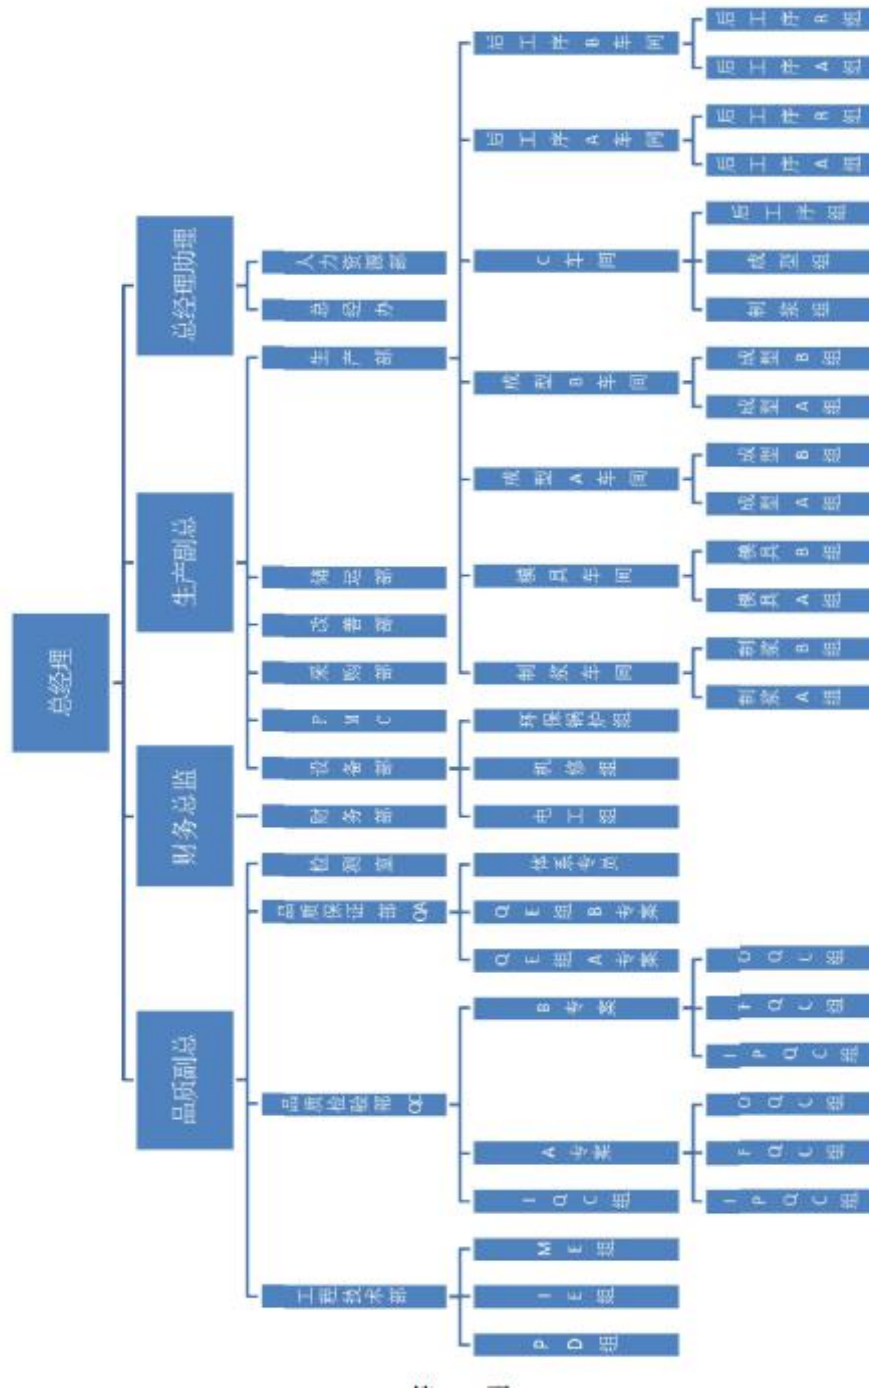 总经理
品质副总
财务总监
生产副总
总经理助理
工程技术部
品质检验部 QC
品质保证部 QA
检测室
财务部
设备部
PMC
采购部
改善部
储运部
生产部
总经办
人力资源部
PD组
IE组
ME组
IQC组
A专案
B专案
QE组A专案
QE组B专案
体系专员
电工组
机修组
环保锅炉组
制浆车间
模具车间
成型A车间
成型B车间
C车间
后工序A车间
后工序B车间
IPQC组
FQC组
OQC组
IPQC组
FQC组
OQC组
制浆A组
制浆B组
模具A组
模具B组
成型A组
成型B组
成型A组
成型B组
制浆组
成型组
后工序组
后工序A组
后工序R组
后工序A组
后工序R组